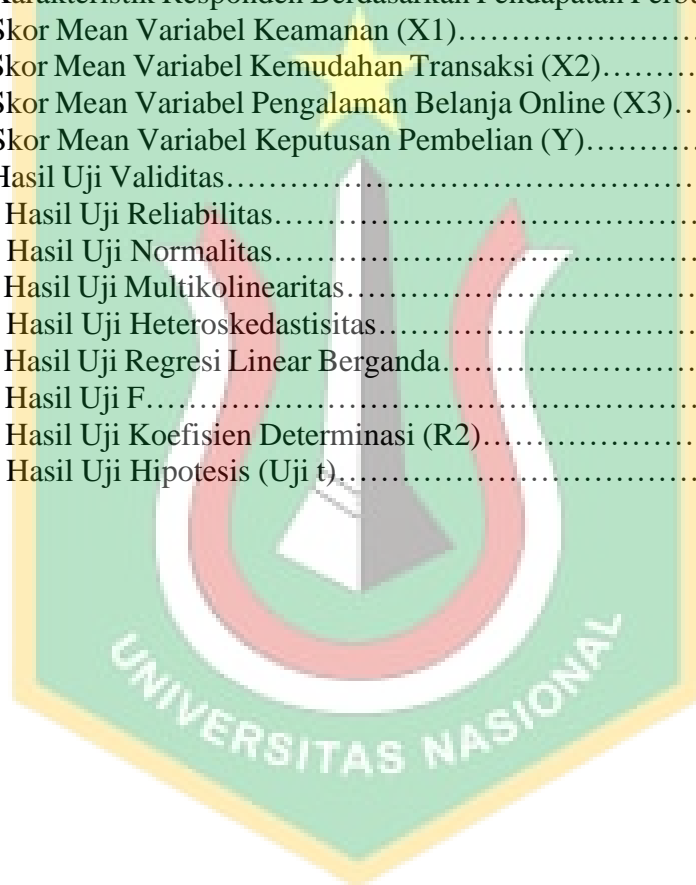 Karakteristik Responden Berdasarkan Pendapatan
Skor Mean Variabel Keamanan (X1)……………………
Skor Mean Variabel Kemudahan Transaksi (X2)………
Skor Mean Variabel Pengalaman Belanja Online (X3)…
Skor Mean Variabel Keputusan Pembelian (Y)…………
Hasil Uji Validitas…………………………………………
Hasil Uji Reliabilitas………………………………………
Hasil Uji Normalitas………………………………………
Hasil Uji Multikolinearitas………………………………
Hasil Uji Heteroskedastisitas……………………………
Hasil Uji Regresi Linear Berganda………………………
Hasil Uji F…………………………………………………
Hasil Uji Koefisien Determinasi (R2)……………………
Hasil Uji Hipotesis (Uji t)…………………………………
UNIVERSITAS NASIONAL